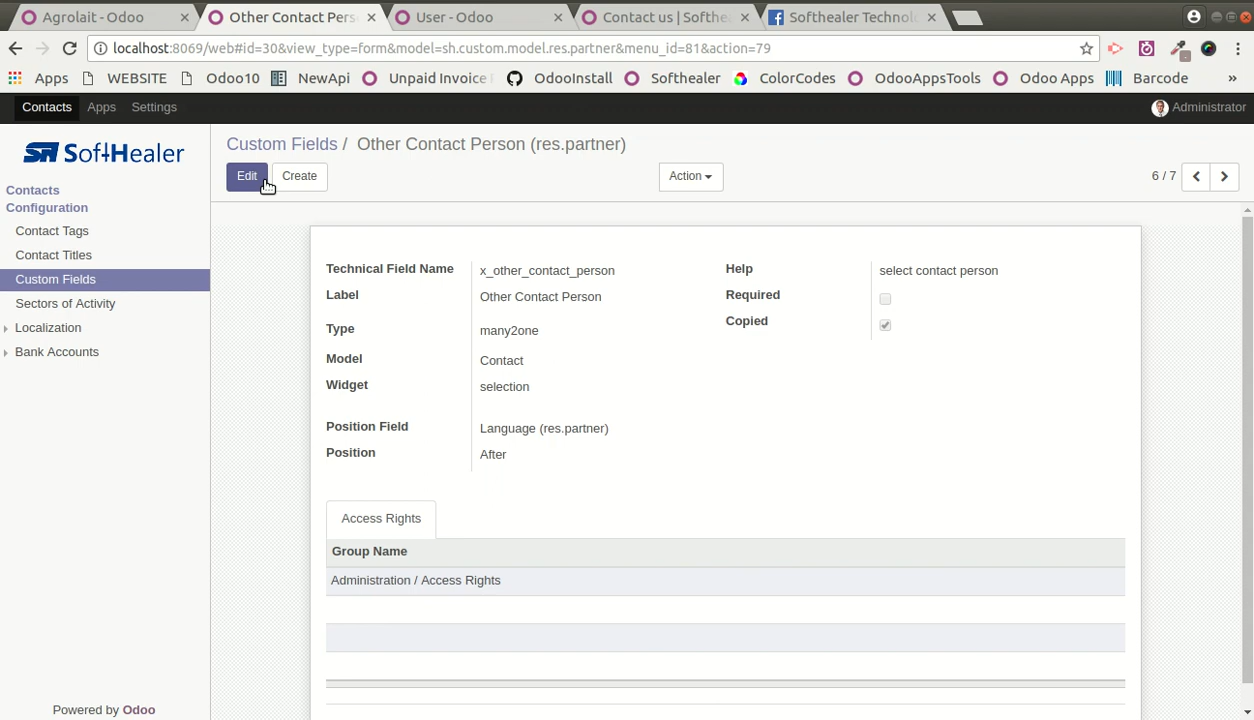 Agrolait - Odoo
Other Contact Pers
User - Odoo
Contact us | Softhea
Softhealer Technol
localhost:8069/web#id=30&view_type=form&model=sh.custom.model.res.partner&menu_id=81&action=79
Apps WEBSITE Odoo10 NewApi Unpaid Invoice OdooInstall Softhealer ColorCodes OdooAppsTools Odoo Apps Barcode »
Contacts Apps Settings Administrator
SoftHealer
Custom Fields / Other Contact Person (res.partner)
Edit Create Action 6 / 7
Contacts
Configuration
Contact Tags
Contact Titles
Custom Fields
Sectors of Activity
Localization
Bank Accounts
Technical Field Name x_other_contact_person
Label Other Contact Person
Type many2one
Model Contact
Widget selection
Position Field Language (res.partner)
Position After
Help select contact person
Required
Copied
Access Rights
Group Name
Administration / Access Rights
Powered by Odoo